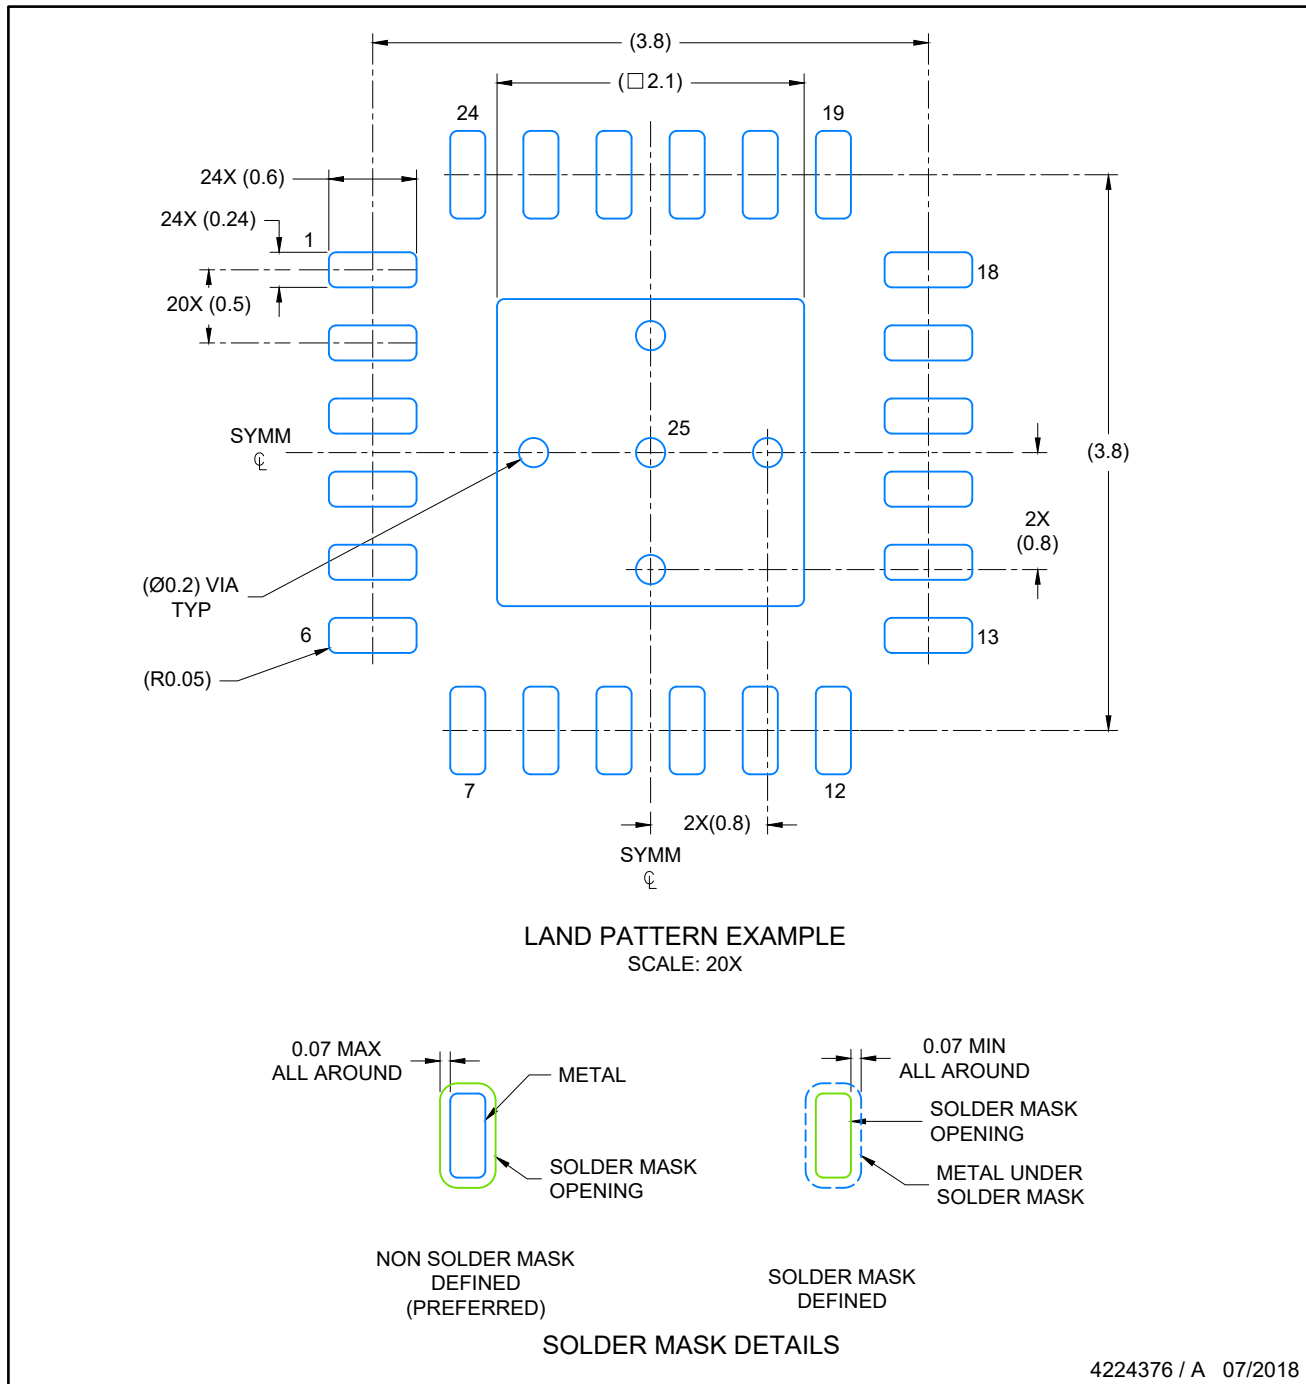 (3.8)
(□2.1)
24
19
24X (0.6)
24X (0.24)
1
18
20X (0.5)
25
SYMM
℄
(3.8)
2X
(0.8)
(Ø0.2) VIA
TYP
6
13
(R0.05)
7
12
2X(0.8)
SYMM
℄
LAND PATTERN EXAMPLE
SCALE: 20X
0.07 MAX
ALL AROUND
METAL
SOLDER MASK
OPENING
NON SOLDER MASK
DEFINED
(PREFERRED)
0.07 MIN
ALL AROUND
SOLDER MASK
OPENING
METAL UNDER
SOLDER MASK
SOLDER MASK
DEFINED
SOLDER MASK DETAILS
4224376 / A 07/2018